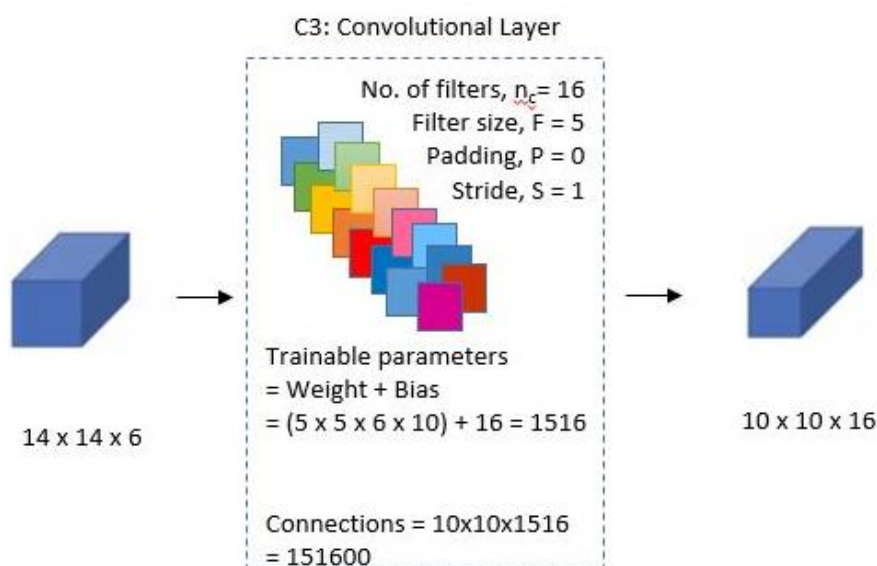 C3: Convolutional Layer
No. of filters, nc= 16
Filter size, F = 5
Padding, P = 0
Stride, S = 1
Trainable parameters
= Weight + Bias
= (5 x 5 x 6 x 10) + 16 = 1516
14 x 14 x 6
10 x 10 x 16
Connections = 10x10x1516
= 151600